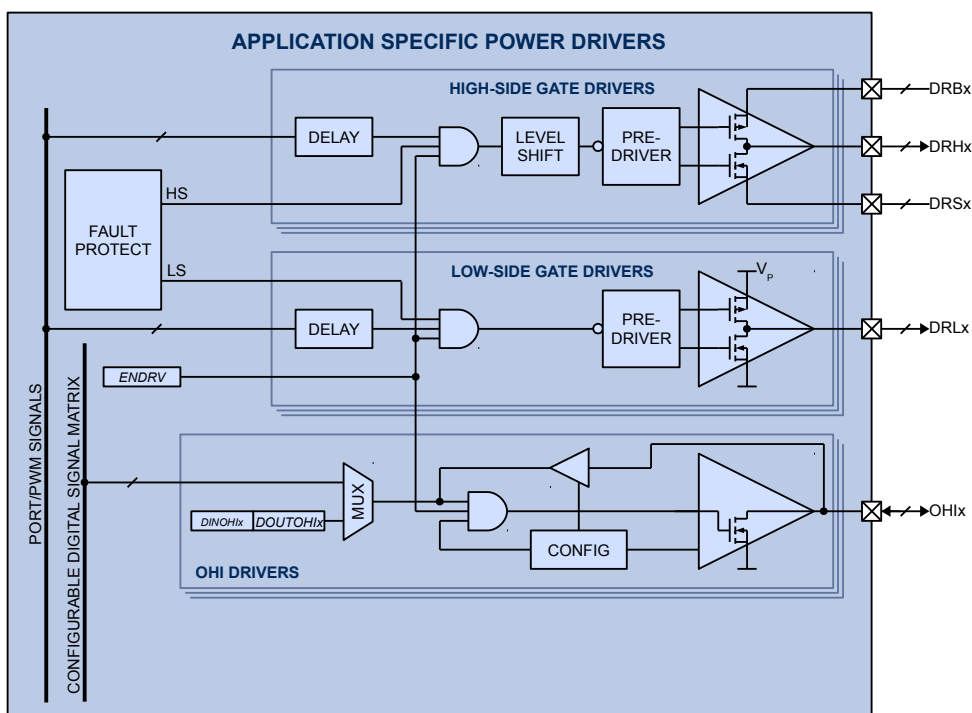 APPLICATION SPECIFIC POWER DRIVERS
HIGH-SIDE GATE DRIVERS
DRBx
DELAY
LEVEL
SHIFT
PRE-
DRIVER
DRHx
HS
DRSx
FAULT
PROTECT
LS
LOW-SIDE GATE DRIVERS
VP
DELAY
PRE-
DRIVER
DRLx
ENDRV
PORT/PWM SIGNALS
CONFIGURABLE DIGITAL SIGNAL MATRIX
MUX
DINOHIx
DOUTOHIx
CONFIG
OHIx
OHI DRIVERS